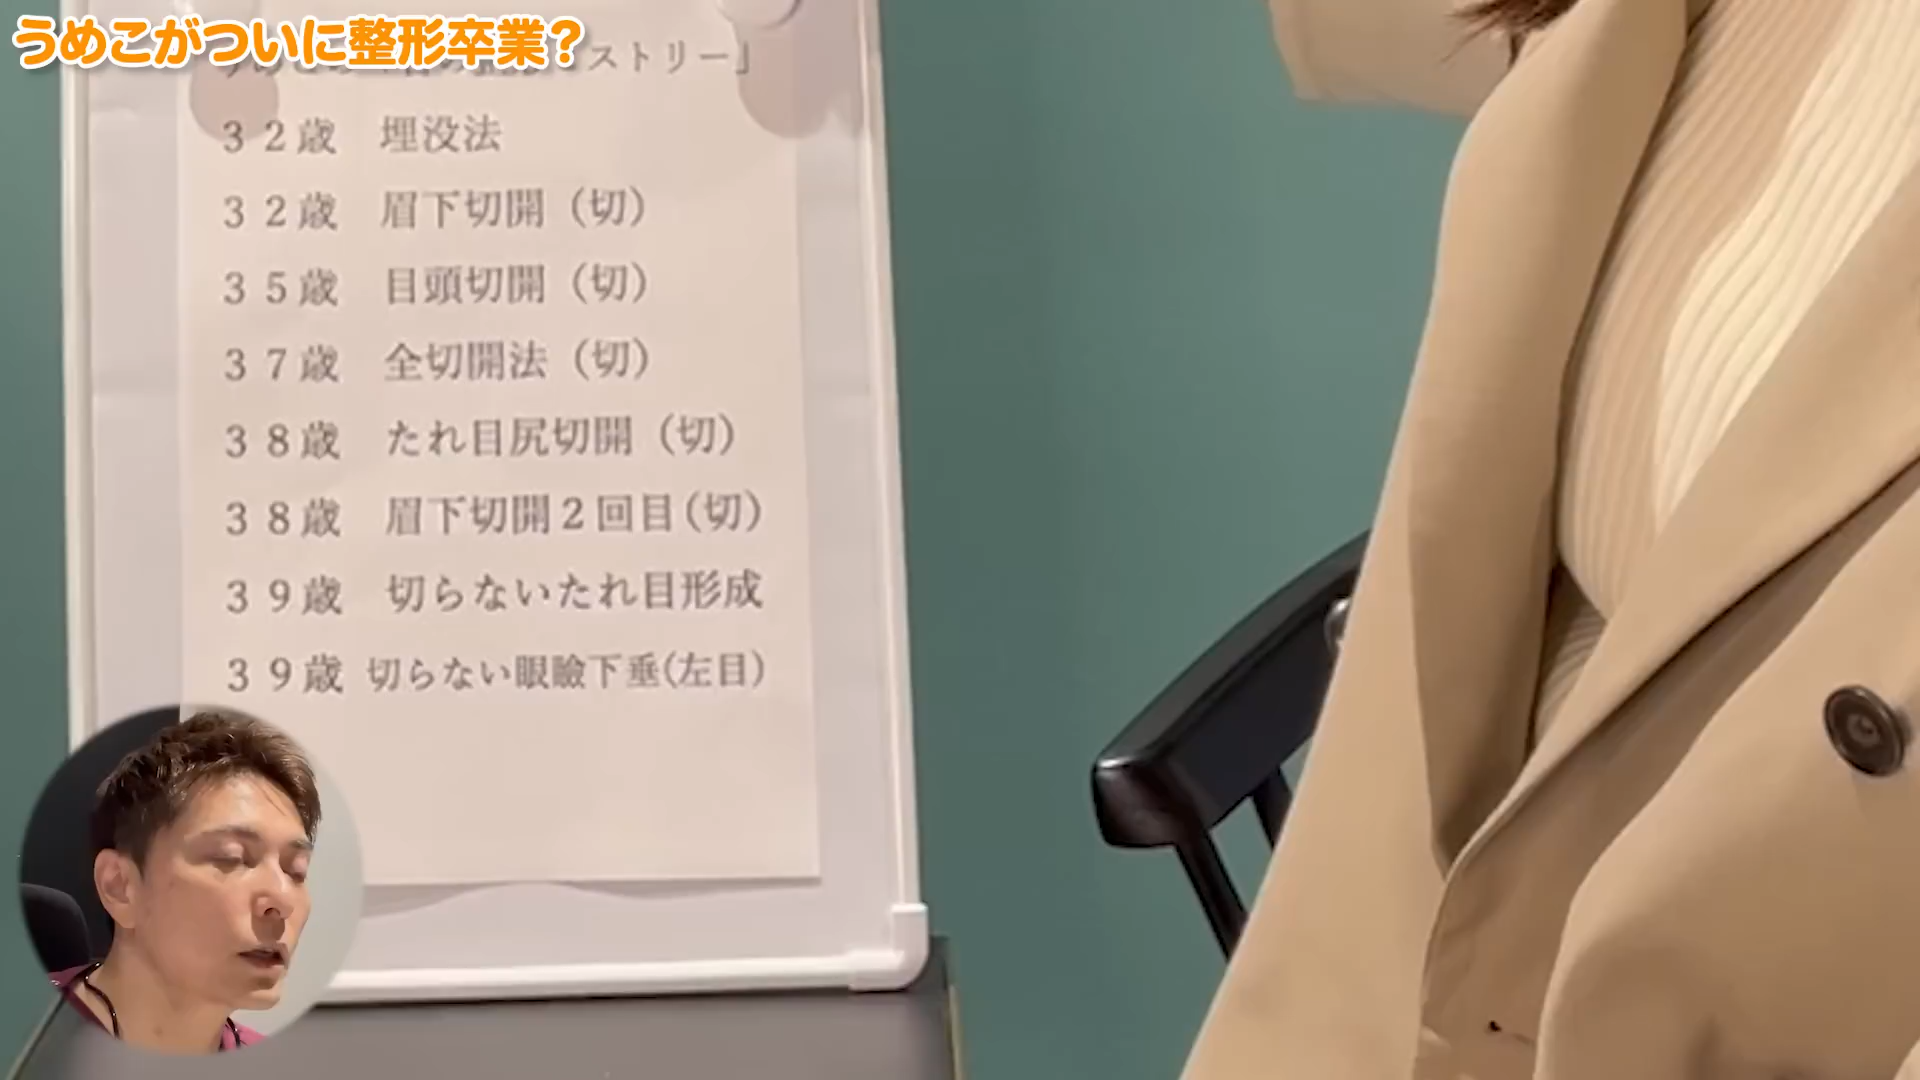 うめこがついに整形卒業？
ストリー」
３２歳　埋没法
３２歳　眉下切開（切）
３５歳　目頭切開（切）
３７歳　全切開法（切）
３８歳　たれ目尻切開（切）
３８歳　眉下切開２回目(切)
３９歳　切らないたれ目形成
３９歳 切らない眼瞼下垂(左目)